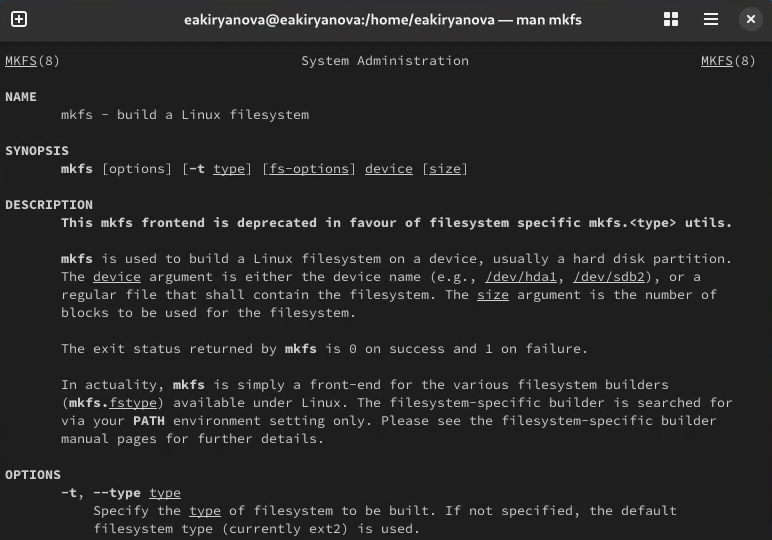 eakiryanova@eakiryanova:/home/eakiryanova — man mkfs
MKFS(8) System Administration MKFS(8)
NAME
mkfs - build a Linux filesystem
SYNOPSIS
mkfs [options] [-t type] [fs-options] device [size]
DESCRIPTION
This mkfs frontend is deprecated in favour of filesystem specific mkfs.<type> utils.
mkfs is used to build a Linux filesystem on a device, usually a hard disk partition.
The device argument is either the device name (e.g., /dev/hda1, /dev/sdb2), or a
regular file that shall contain the filesystem. The size argument is the number of
blocks to be used for the filesystem.
The exit status returned by mkfs is 0 on success and 1 on failure.
In actuality, mkfs is simply a front-end for the various filesystem builders
(mkfs.fstype) available under Linux. The filesystem-specific builder is searched for
via your PATH environment setting only. Please see the filesystem-specific builder
manual pages for further details.
OPTIONS
-t, --type type
Specify the type of filesystem to be built. If not specified, the default
filesystem type (currently ext2) is used.